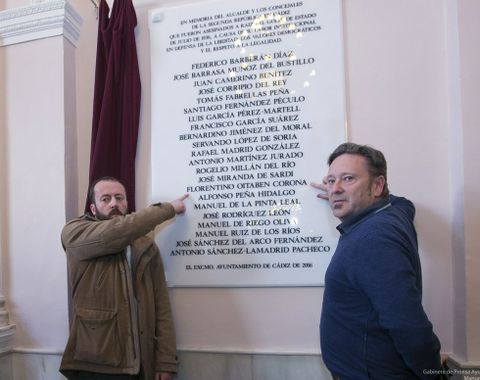 EN MEMORIA DEL ALCALDE Y LOS CONCEJALES
DE LA SEGUNDA REPÚBLICA EN CÁDIZ
QUE FUERON ASESINADOS A RAÍZ DEL GOLPE DE ESTADO
DE JULIO DE 1936, A CAUSA DE SU LABOR INSTITUCIONAL
EN DEFENSA DE LA LIBERTAD, LOS VALORES DEMOCRÁTICOS
Y EL RESPETO A LA LEGALIDAD
FEDERICO BARBERÁN DÍAZ
JOSÉ BARRASA MUÑOZ DEL BUSTILLO
JUAN CAMERINO BENÍTEZ
JOSÉ CORRIPIO DEL REY
TOMÁS FABRELLAS PEÑA
SANTIAGO FERNÁNDEZ PÉCULO
LUIS GARCÍA PÉREZ-MARTELL
FRANCISCO GARCÍA SUÁREZ
BERNARDINO JIMÉNEZ DEL MORAL
SERVANDO LÓPEZ DE SORIA
RAFAEL MADRID GONZÁLEZ
ANTONIO MARTÍNEZ JURADO
ROGELIO MILLÁN DEL RÍO
JOSÉ MIRANDA DE SARDI
FLORENTINO OITABEN CORONA
ALFONSO PEÑA HIDALGO
MANUEL DE LA PINTA LEAL
JOSÉ RODRÍGUEZ LEÓN
MANUEL DE RIEGO OLIVA
MANUEL RUIZ DE LOS RÍOS
JOSÉ SÁNCHEZ DEL ARCO FERNÁNDEZ
ANTONIO SÁNCHEZ-LAMADRID PACHECO
EL EXCMO. AYUNTAMIENTO DE CÁDIZ DE 2016
Gabinete de Prensa